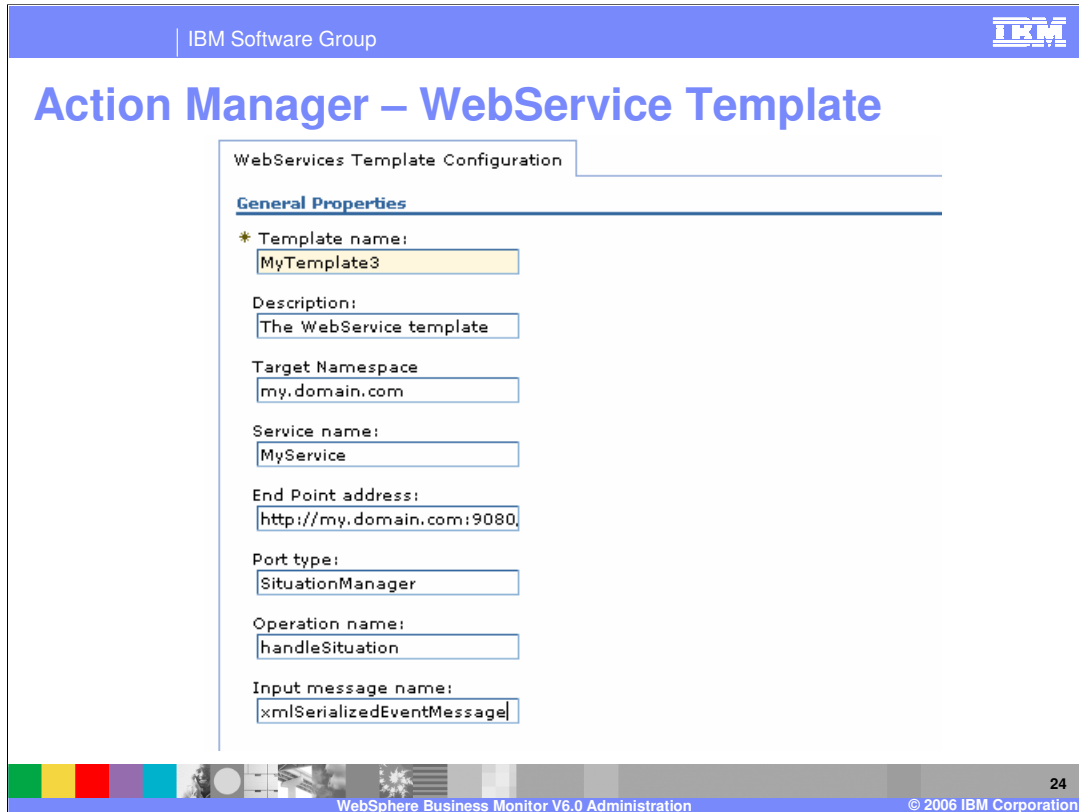 IBM Software Group
IBM
Action Manager – WebService Template
WebServices Template Configuration
General Properties
* Template name:
MyTemplate3
Description:
The WebService template
Target Namespace
my.domain.com
Service name:
MyService
End Point address:
http://my.domain.com:9080,
Port type:
SituationManager
Operation name:
handleSituation
Input message name:
xmlSerializedEventMessage
24
WebSphere Business Monitor V6.0 Administration
© 2006 IBM Corporation